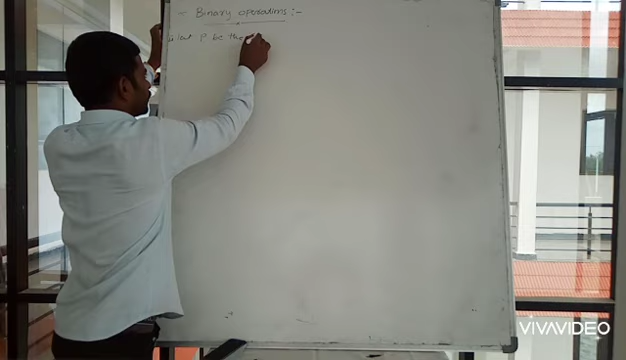 - Binary operations :-
Let P be the
VIVAVIDEO